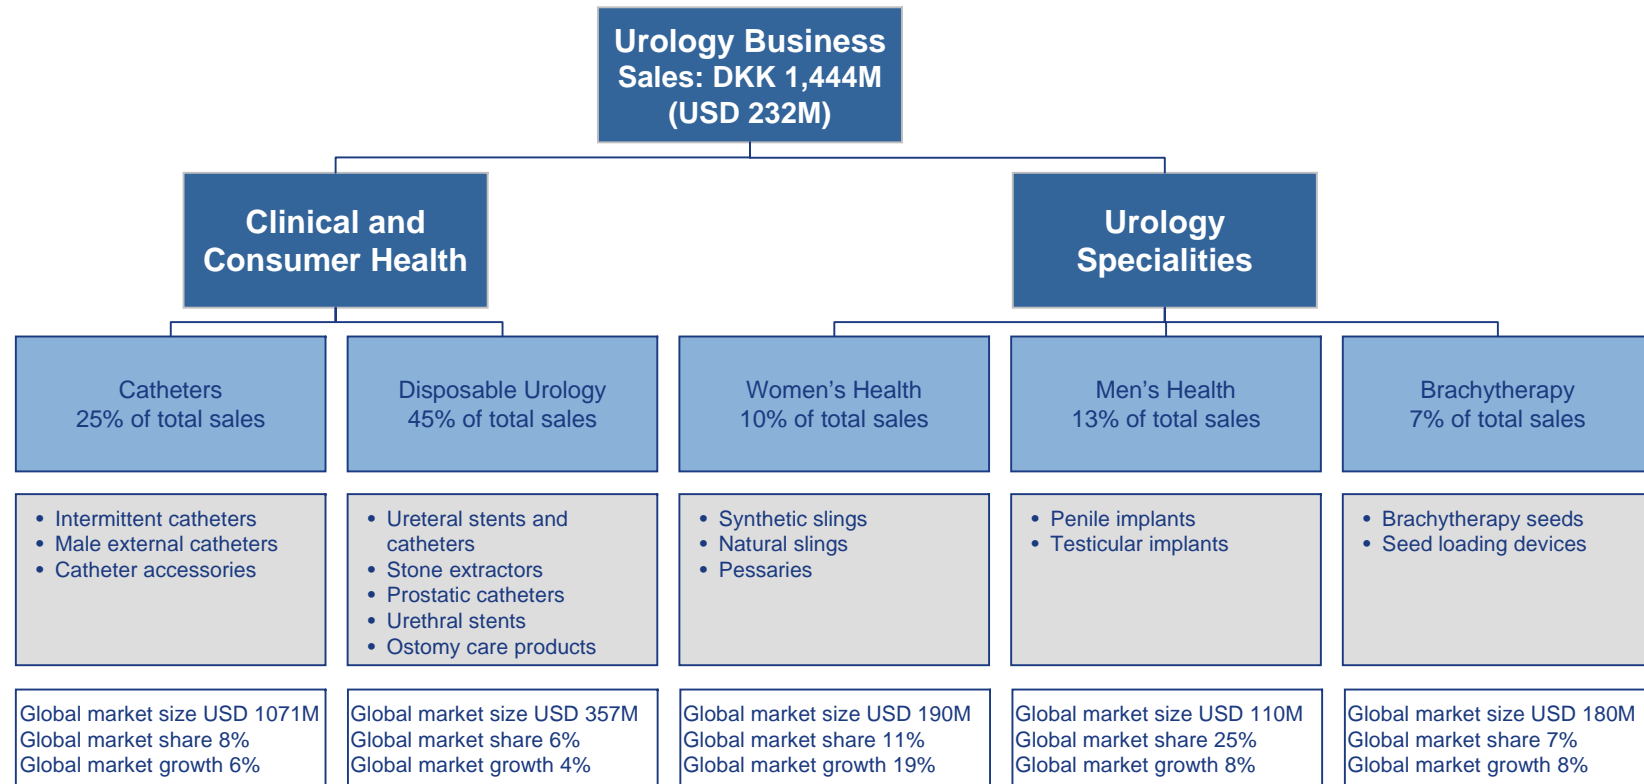 Urology Business
Sales: DKK 1,444M
(USD 232M)
Clinical and
Consumer Health
Urology
Specialities
Catheters
25% of total sales
Disposable Urology
45% of total sales
Women’s Health
10% of total sales
Men’s Health
13% of total sales
Brachytherapy
7% of total sales
• Intermittent catheters
• Male external catheters
• Catheter accessories
• Ureteral stents and
catheters
• Stone extractors
• Prostatic catheters
• Urethral stents
• Ostomy care products
• Synthetic slings
• Natural slings
• Pessaries
• Penile implants
• Testicular implants
• Brachytherapy seeds
• Seed loading devices
Global market size USD 1071M
Global market share 8%
Global market growth 6%
Global market size USD 357M
Global market share 6%
Global market growth 4%
Global market size USD 190M
Global market share 11%
Global market growth 19%
Global market size USD 110M
Global market share 25%
Global market growth 8%
Global market size USD 180M
Global market share 7%
Global market growth 8%